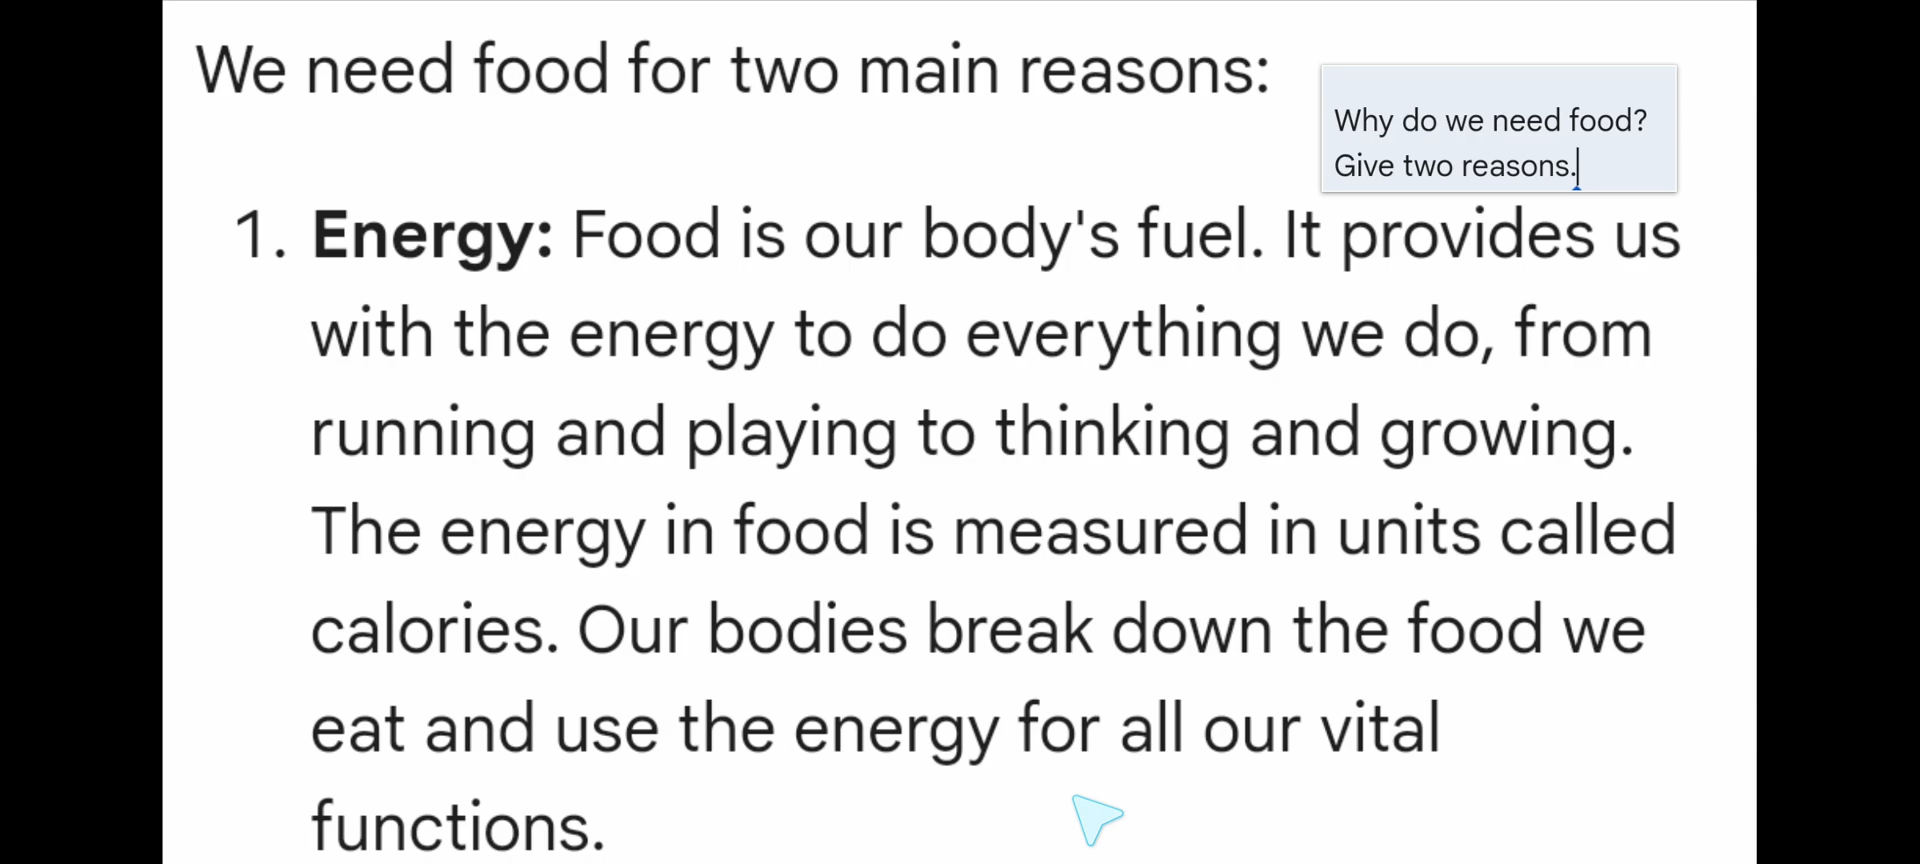 We need food for two main reasons:
Why do we need food?
Give two reasons.
1. Energy: Food is our body's fuel. It provides us
with the energy to do everything we do, from
running and playing to thinking and growing.
The energy in food is measured in units called
calories. Our bodies break down the food we
eat and use the energy for all our vital
functions.